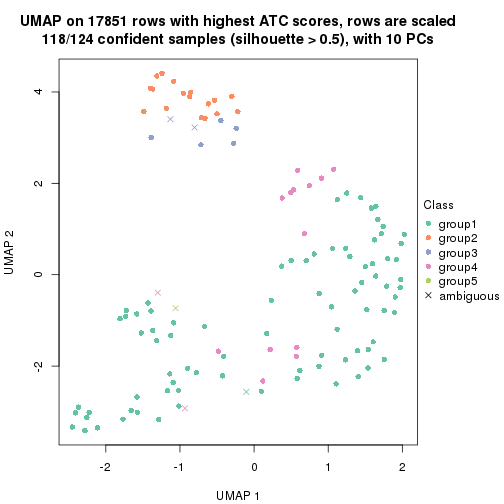 UMAP on 17851 rows with highest ATC scores, rows are scaled
118/124 confident samples (silhouette > 0.5), with 10 PCs
4
2
0
-2
UMAP 2
Class
group1
group2
group3
group4
group5
ambiguous
-2 -1 0 1 2
UMAP 1